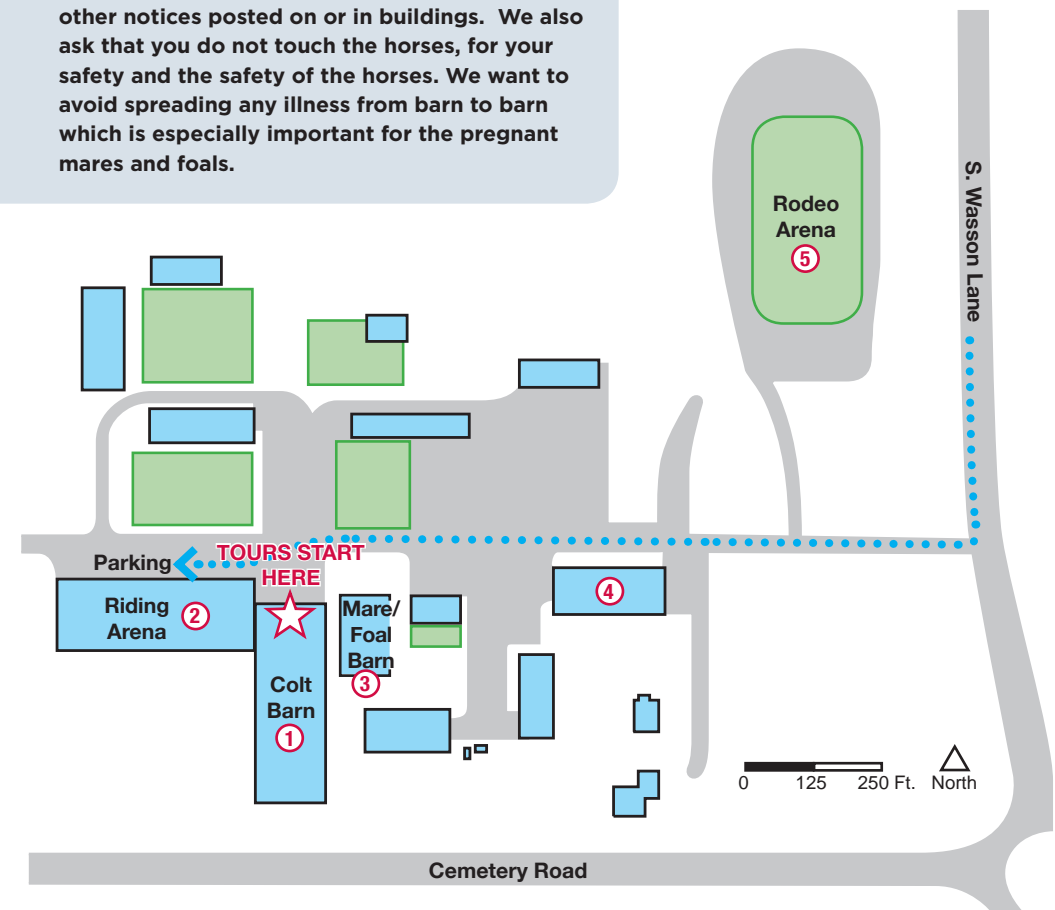 other notices posted on or in buildings.  We also
ask that you do not touch the horses, for your
safety and the safety of the horses. We want to
avoid spreading any illness from barn to barn
which is especially important for the pregnant
mares and foals.
Rodeo
Arena
5
S. Wasson Lane
Parking
TOURS START
HERE
Riding
Arena
2
Mare/
Foal
Barn
3
4
Colt
Barn
1
0
125
250 Ft.
North
Cemetery Road